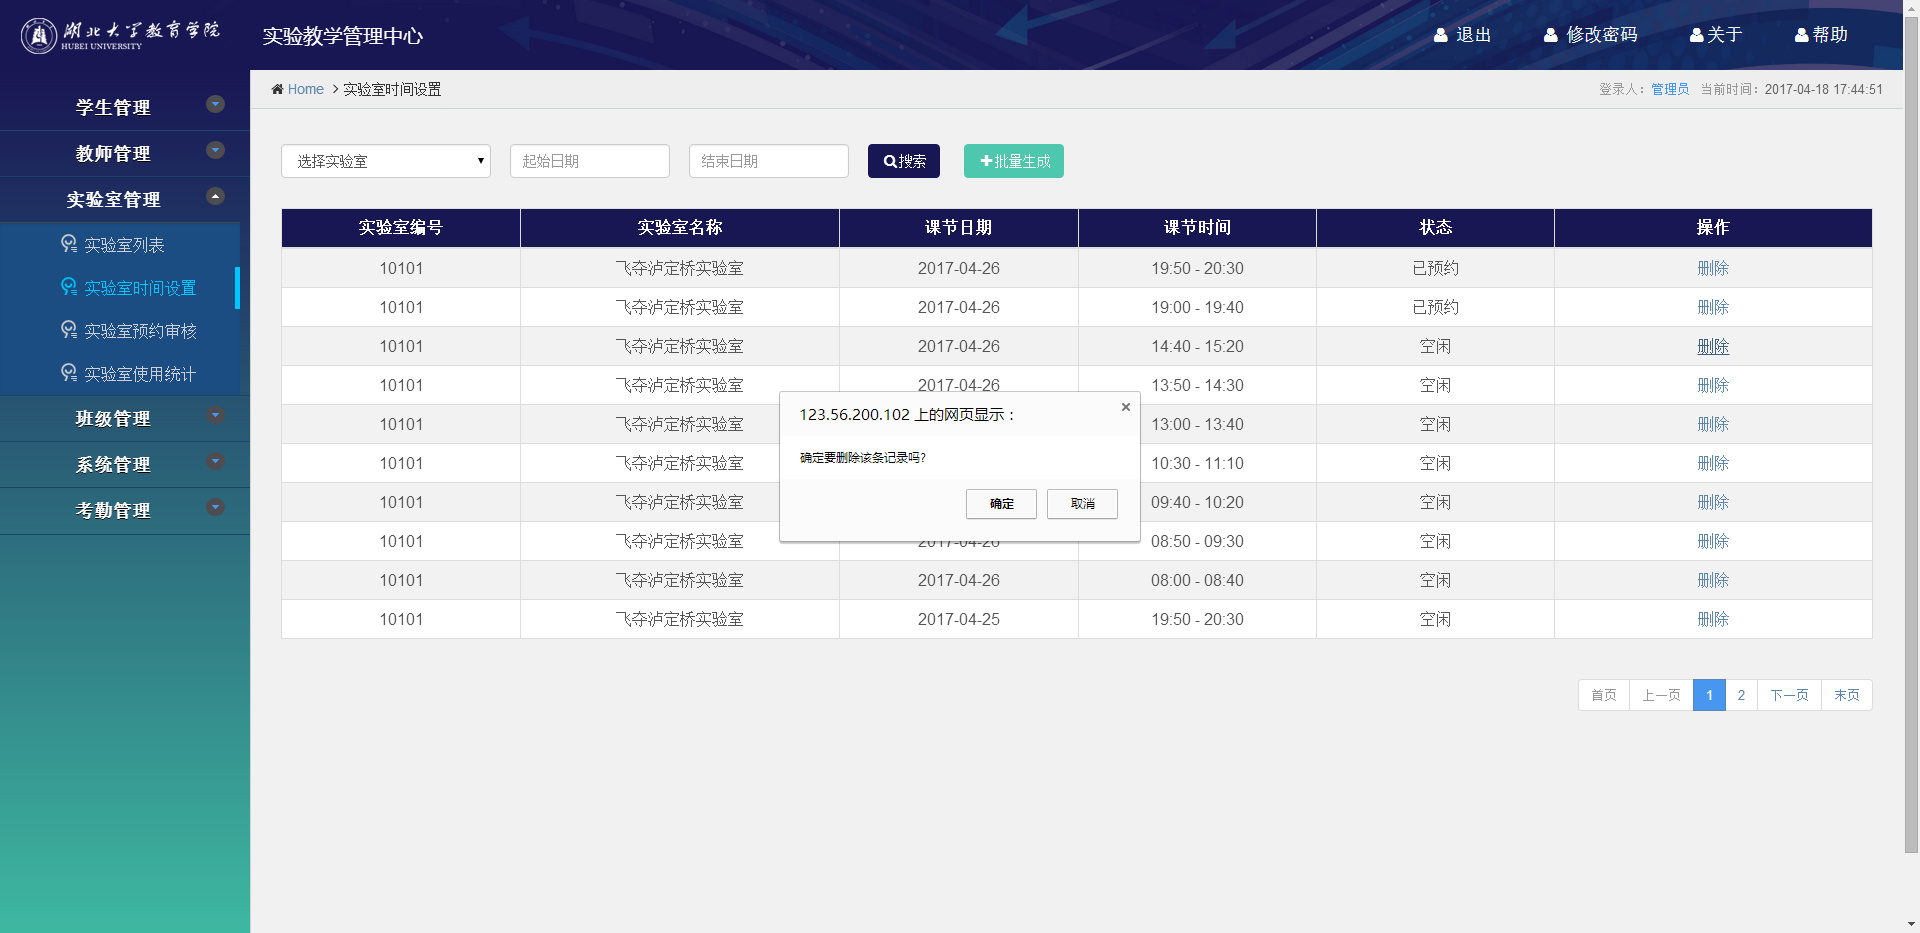 湖北大学教育学院
HUBEI UNIVERSITY
实验教学管理中心
退出 修改密码 关于 帮助
Home 实验室时间设置
登录人：管理员 当前时间：2017-04-18 17:44:51
学生管理
教师管理
实验室管理
实验室列表
实验室时间设置
实验室预约审核
实验室使用统计
班级管理
系统管理
考勤管理
选择实验室 起始日期 结束日期 搜索 批量生成
实验室编号 实验室名称 课节日期 课节时间 状态 操作
10101 飞夺泸定桥实验室 2017-04-26 19:50 - 20:30 已预约 删除
10101 飞夺泸定桥实验室 2017-04-26 19:00 - 19:40 已预约 删除
10101 飞夺泸定桥实验室 2017-04-26 14:40 - 15:20 空闲 删除
10101 飞夺泸定桥实验室 2017-04-26 13:50 - 14:30 空闲 删除
10101 飞夺泸定桥实验室 13:00 - 13:40 空闲 删除
10101 飞夺泸定桥实验室 10:30 - 11:10 空闲 删除
10101 飞夺泸定桥实验室 09:40 - 10:20 空闲 删除
10101 飞夺泸定桥实验室 2017-04-26 08:50 - 09:30 空闲 删除
10101 飞夺泸定桥实验室 2017-04-26 08:00 - 08:40 空闲 删除
10101 飞夺泸定桥实验室 2017-04-25 19:50 - 20:30 空闲 删除
123.56.200.102 上的网页显示：
确定要删除该条记录吗?
确定 取消
首页 上一页 1 2 下一页 末页